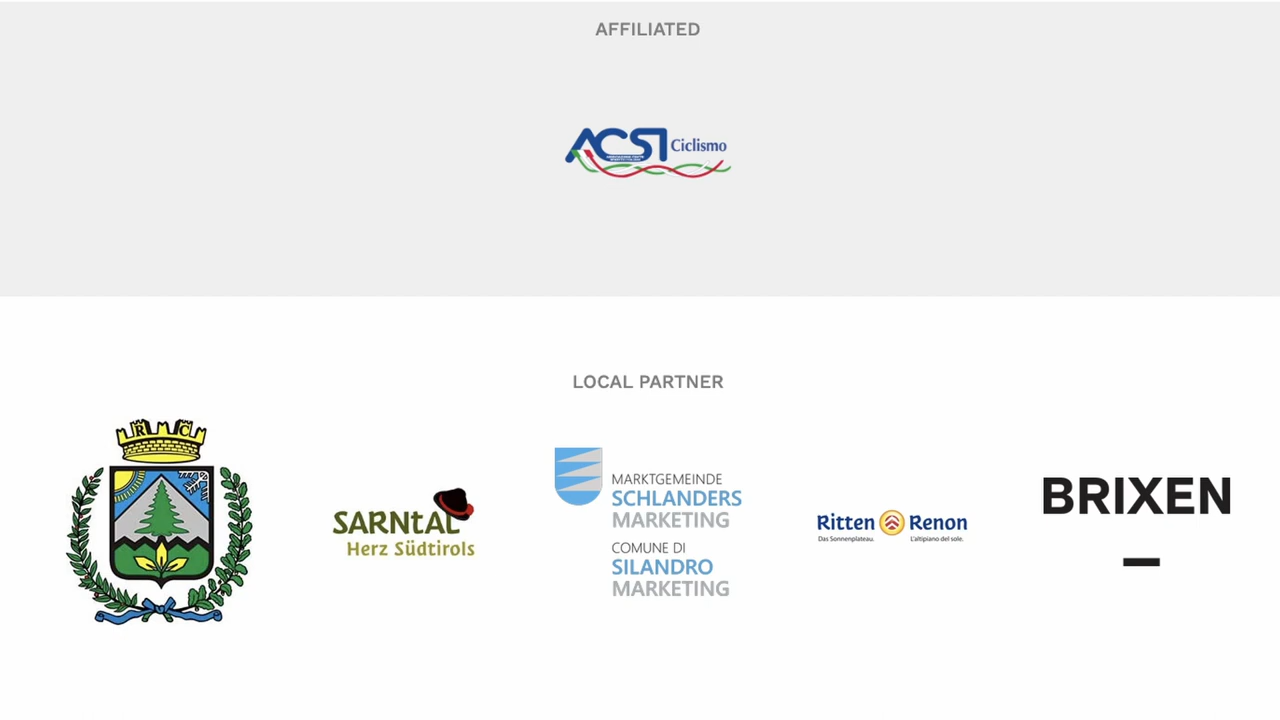 AFFILIATED
ACSI Ciclismo
LOCAL PARTNER
R C
SARNtAL
Herz Südtirols
MARKTGEMEINDE
SCHLANDERS
MARKETING
COMUNE DI
SILANDRO
MARKETING
Ritten Renon
Das Sonnenplateau. L'altipiano del sole.
BRIXEN